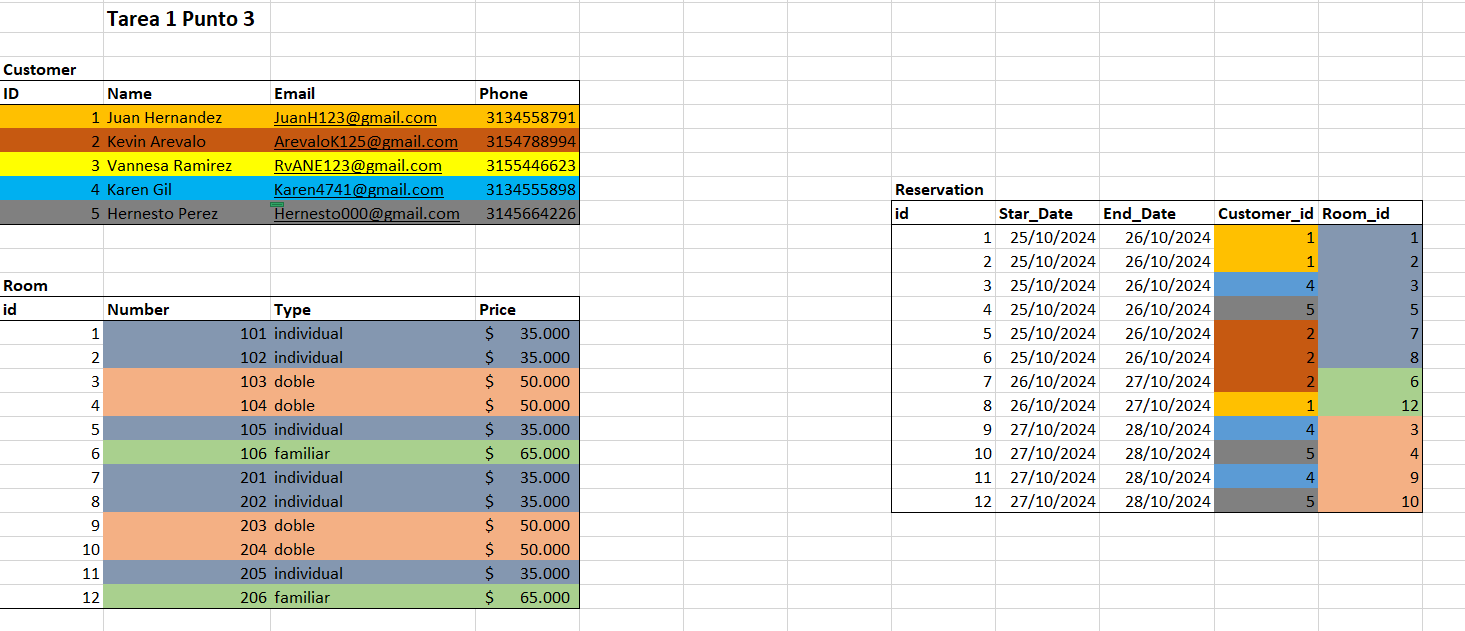 Tarea 1 Punto 3
Customer
ID Name Email Phone
1 Juan Hernandez JuanH123@gmail.com 3134558791
2 Kevin Arevalo ArevaloK125@gmail.com 3154788994
3 Vannesa Ramirez RvANE123@gmail.com 3155446623
4 Karen Gil Karen4741@gmail.com 3134555898
5 Hernesto Perez Hernesto000@gmail.com 3145664226
Room
id Number Type Price
1 101 individual $ 35.000
2 102 individual $ 35.000
3 103 doble $ 50.000
4 104 doble $ 50.000
5 105 individual $ 35.000
6 106 familiar $ 65.000
7 201 individual $ 35.000
8 202 individual $ 35.000
9 203 doble $ 50.000
10 204 doble $ 50.000
11 205 individual $ 35.000
12 206 familiar $ 65.000
Reservation
id Star_Date End_Date Customer_id Room_id
1 25/10/2024 26/10/2024 1 1
2 25/10/2024 26/10/2024 1 2
3 25/10/2024 26/10/2024 4 3
4 25/10/2024 26/10/2024 5 5
5 25/10/2024 26/10/2024 2 7
6 25/10/2024 26/10/2024 2 8
7 26/10/2024 27/10/2024 2 6
8 26/10/2024 27/10/2024 1 12
9 27/10/2024 28/10/2024 4 3
10 27/10/2024 28/10/2024 5 4
11 27/10/2024 28/10/2024 4 9
12 27/10/2024 28/10/2024 5 10